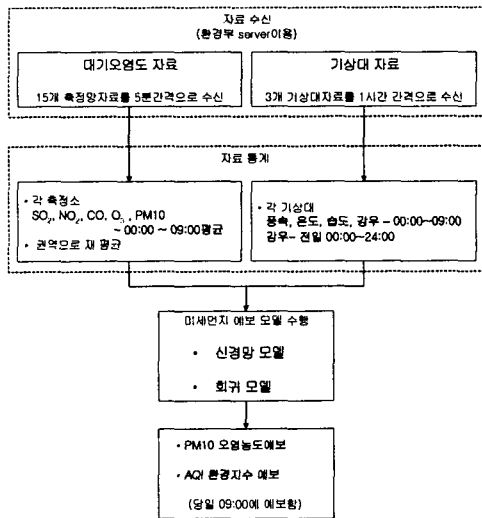 자료 수신
(환경부 server이용)
대기오염도 자료
15개 측정망자료를 5분간격으로 수신
기상대 자료
3개 기상대자료를 1시간 간격으로 수신
자료 통계
• 각 측정소
SO₂, NO₂, CO, O₃ , PM10
~ 00:00 ~ 09:00평균
• 권역으로 재 평균
• 각 기상대
풍속, 온도, 습도, 강우 – 00:00~09:00
강우– 전일 00:00~24:00
미세먼지 예보 모델 수행
• 신경망 모델
• 회귀 모델
• PM10 오염농도예보
• AQI 환경지수 예보
(당일 09:00에 예보함)